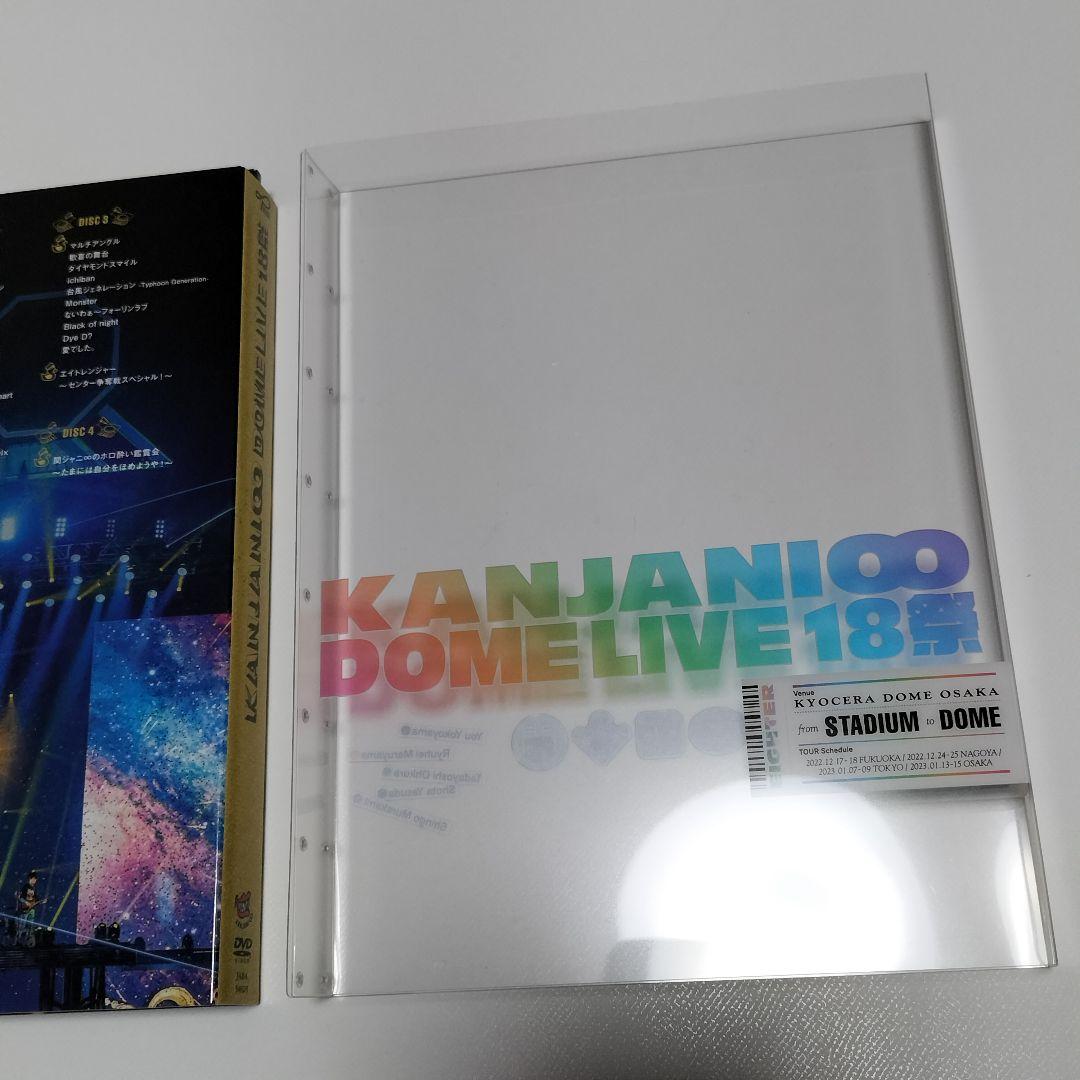 DISC 3
マルチアングル
歓喜の舞台
ダイヤモンドスマイル
ichiban
台風ジェネレーション -Typhoon Generation-
Monster
ないわぁ〜フォーリンラブ
Black of night
Dye D?
愛でした。
エイトレンジャー
〜センター争奪戦スペシャル！〜
DISC 4
関ジャニ∞のホロ酔い鑑賞会
〜たまには自分をほめようや！〜
KANJANI∞ DOME LIVE 18祭
DVD
KANJANI∞
DOME LIVE 18祭
You Yokoyama
Ryuhei Maruyama
Tadayoshi Ohkura
Shota Yasuda
Shingo Murakami
EIGHTER
Venue
KYOCERA DOME OSAKA
from STADIUM to DOME
TOUR Schedule
2022.12.17-18 FUKUOKA / 2022.12.24-25 NAGOYA /
2023.01.07-09 TOKYO / 2023.01.13-15 OSAKA